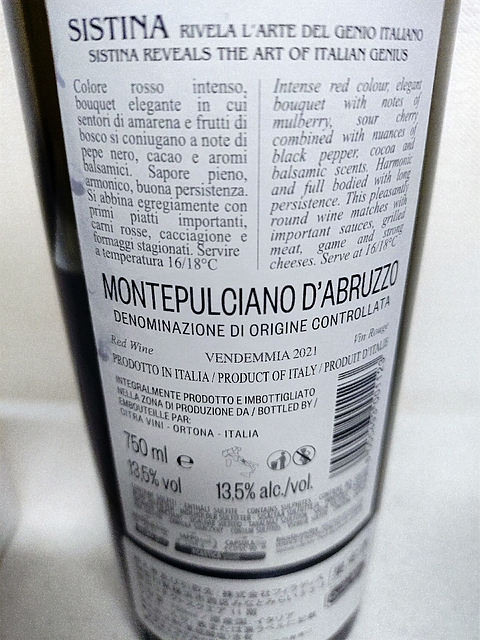 SISTINA RIVELA L'ARTE DEL GENIO ITALIANO
SISTINA REVEALS THE ART OF ITALIAN GENIUS
Colore rosso intenso,
bouquet elegante in cui
sentori di amarena e frutti di
bosco si coniugano a note di
pepe nero, cacao e aromi
balsamici. Sapore pieno,
armonico, buona persistenza.
Si abbina egregiamente con
primi piatti importanti,
carni rosse, cacciagione e
formaggi stagionati. Servire
a temperatura 16/18°C
Intense red colour, elegant
bouquet with notes of
mulberry, sour cherry
combined with nuances of
black pepper, cocoa and
balsamic scents. Harmonic
and full bodied with long
persistence. This pleasantly
round wine matches with
important sauces, grilled
meat, game and strong
cheeses. Serve at 16/18°C
MONTEPULCIANO D'ABRUZZO
DENOMINAZIONE DI ORIGINE CONTROLLATA
Red Wine
VENDEMMIA 2021
Vin Rouge
PRODOTTO IN ITALIA / PRODUCT OF ITALY / PRODUIT D'ITALIE
INTEGRALMENTE PRODOTTO E IMBOTTIGLIATO
NELLA ZONA DI PRODUZIONE DA / BOTTLED BY /
EMBOUTEILLE PAR:
CITRA VINI - ORTONA - ITALIA
750 ml e
13,5% vol
13.5% alc./vol.